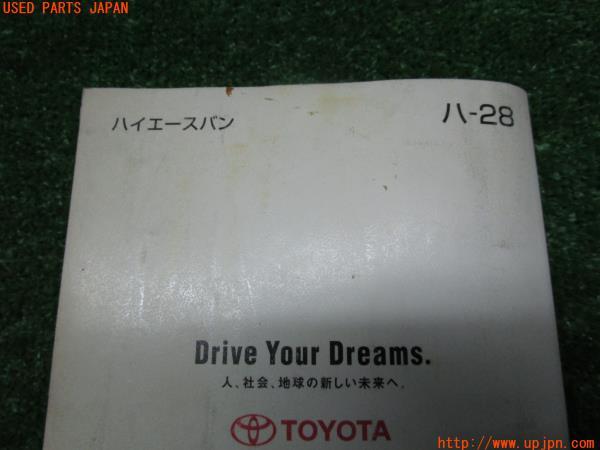 USED PARTS JAPAN
ハイエースバン
ハ-28
Drive Your Dreams.
人、社会、地球の新しい未来へ。
TOYOTA
http://www.upjpn.com